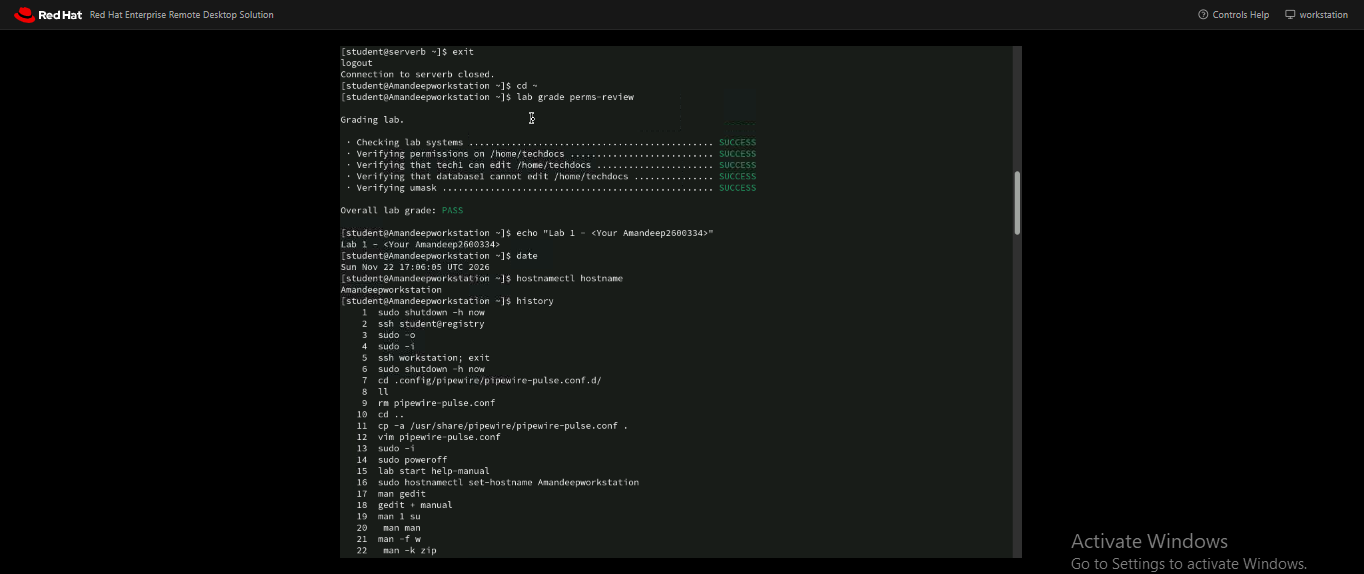 Red Hat Red Hat Enterprise Remote Desktop Solution Controls Help workstation
[student@serverb ~]$ exit
logout
Connection to serverb closed.
[student@Amandeepworkstation ~]$ cd ~
[student@Amandeepworkstation ~]$ lab grade perms-review
Grading lab.
· Checking lab systems .............................................. SUCCESS
· Verifying permissions on /home/techdocs ........................... SUCCESS
· Verifying that tech1 can edit /home/techdocs ...................... SUCCESS
· Verifying that database1 cannot edit /home/techdocs ............... SUCCESS
· Verifying umask ................................................... SUCCESS
Overall lab grade: PASS
[student@Amandeepworkstation ~]$ echo "Lab 1 - <Your Amandeep2600334>"
Lab 1 - <Your Amandeep2600334>
[student@Amandeepworkstation ~]$ date
Sun Nov 22 17:06:05 UTC 2026
[student@Amandeepworkstation ~]$ hostnamectl hostname
Amandeepworkstation
[student@Amandeepworkstation ~]$ history
1 sudo shutdown -h now
2 ssh student@registry
3 sudo -o
4 sudo -i
5 ssh workstation; exit
6 sudo shutdown -h now
7 cd .config/pipewire/pipewire-pulse.conf.d/
8 ll
9 rm pipewire-pulse.conf
10 cd ..
11 cp -a /usr/share/pipewire/pipewire-pulse.conf .
12 vim pipewire-pulse.conf
13 sudo -i
14 sudo poweroff
15 lab start help-manual
16 sudo hostnamectl set-hostname Amandeepworkstation
17 man gedit
18 gedit + manual
19 man 1 su
20 man man
21 man -f w
22 man -k zip
Activate Windows
Go to Settings to activate Windows.